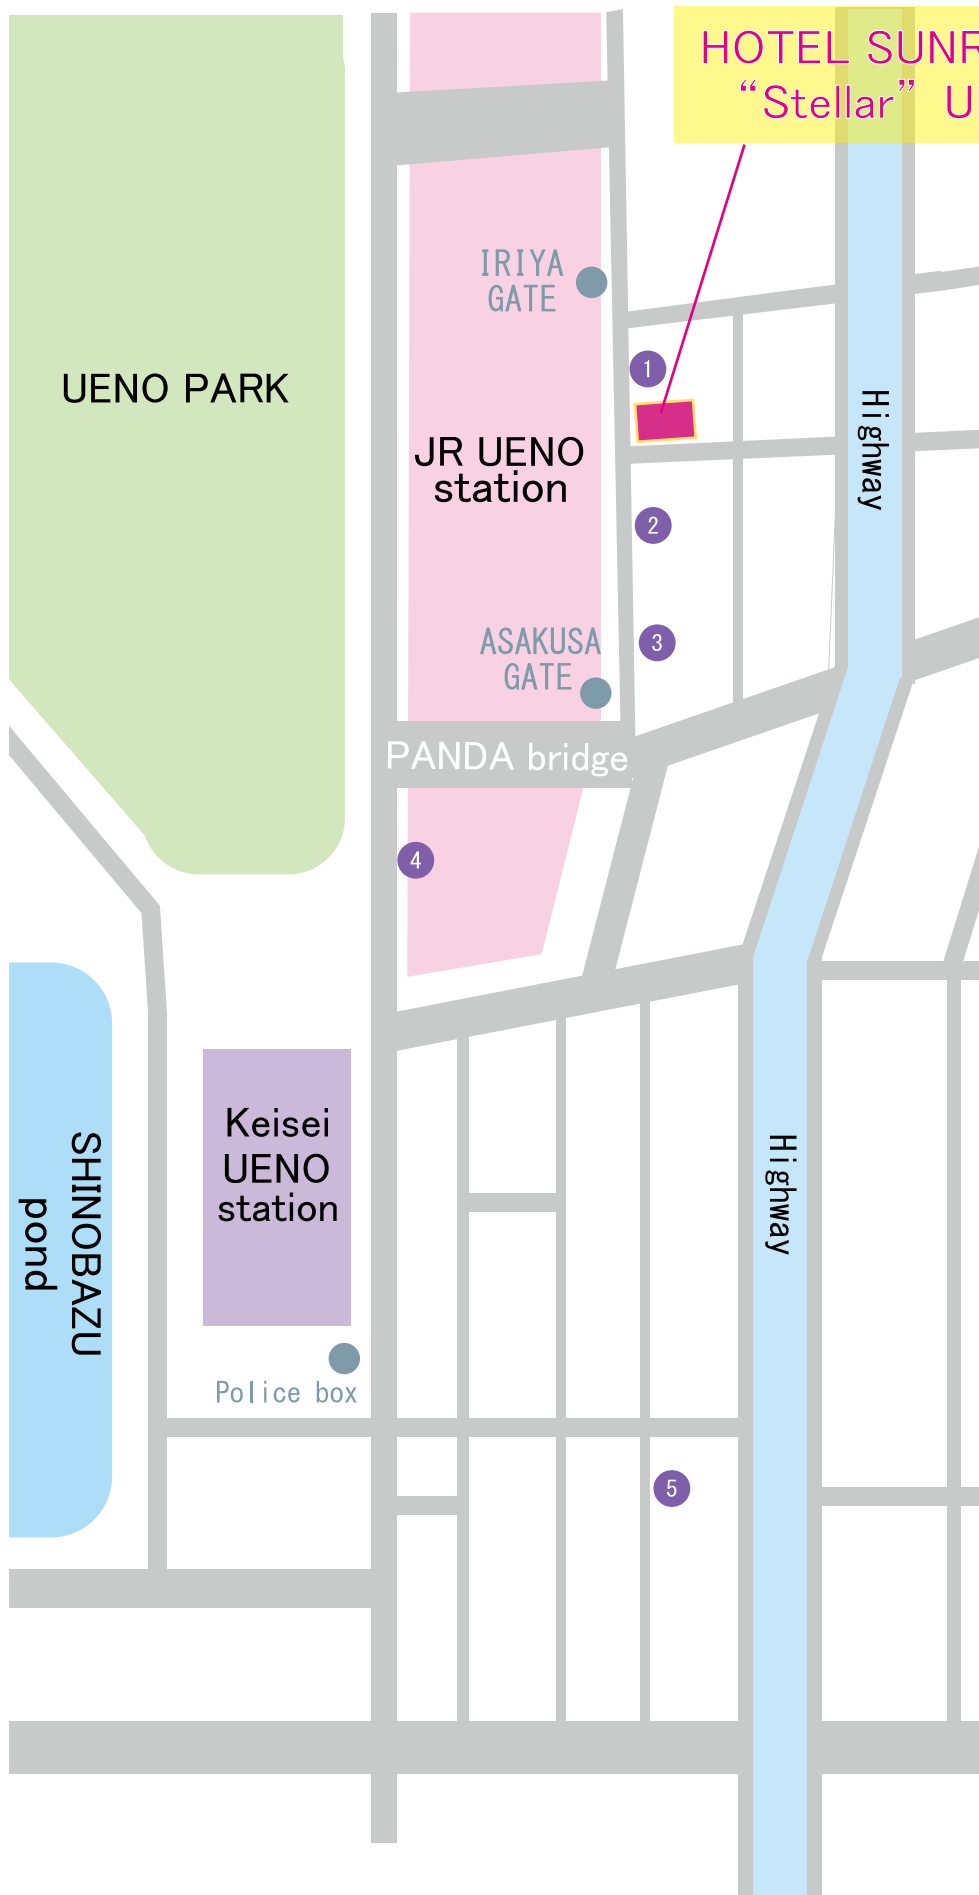 HOTEL SUNR
“Stellar” U
IRIYA
GATE
1
UENO PARK
JR UENO
station
Highway
2
ASAKUSA
GATE
3
PANDA bridge
4
Keisei
UENO
station
SHINOBAZU
pond
Highway
Police box
5